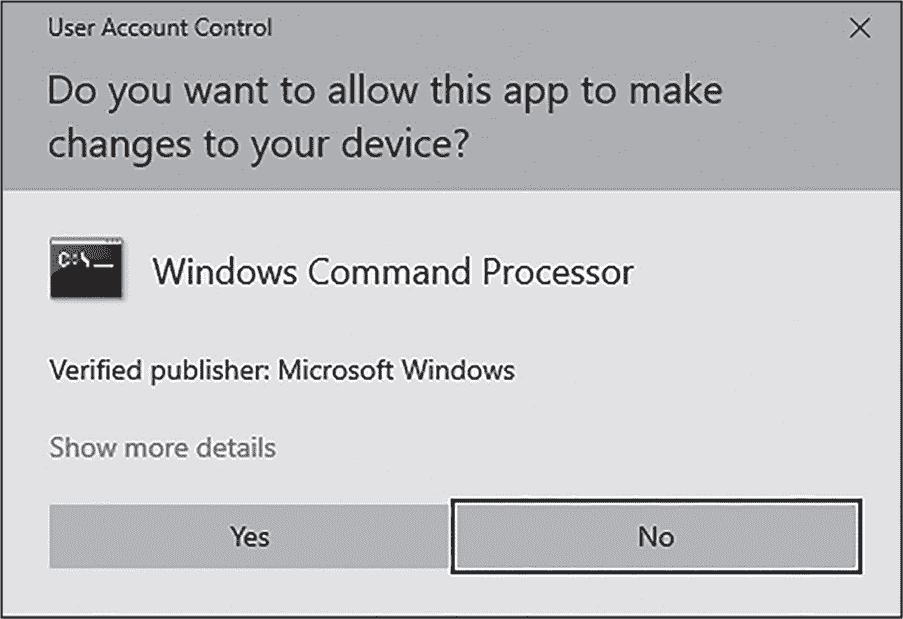 User Account Control
Do you want to allow this app to make
changes to your device?
C:\_
Windows Command Processor
Verified publisher: Microsoft Windows
Show more details
Yes
No